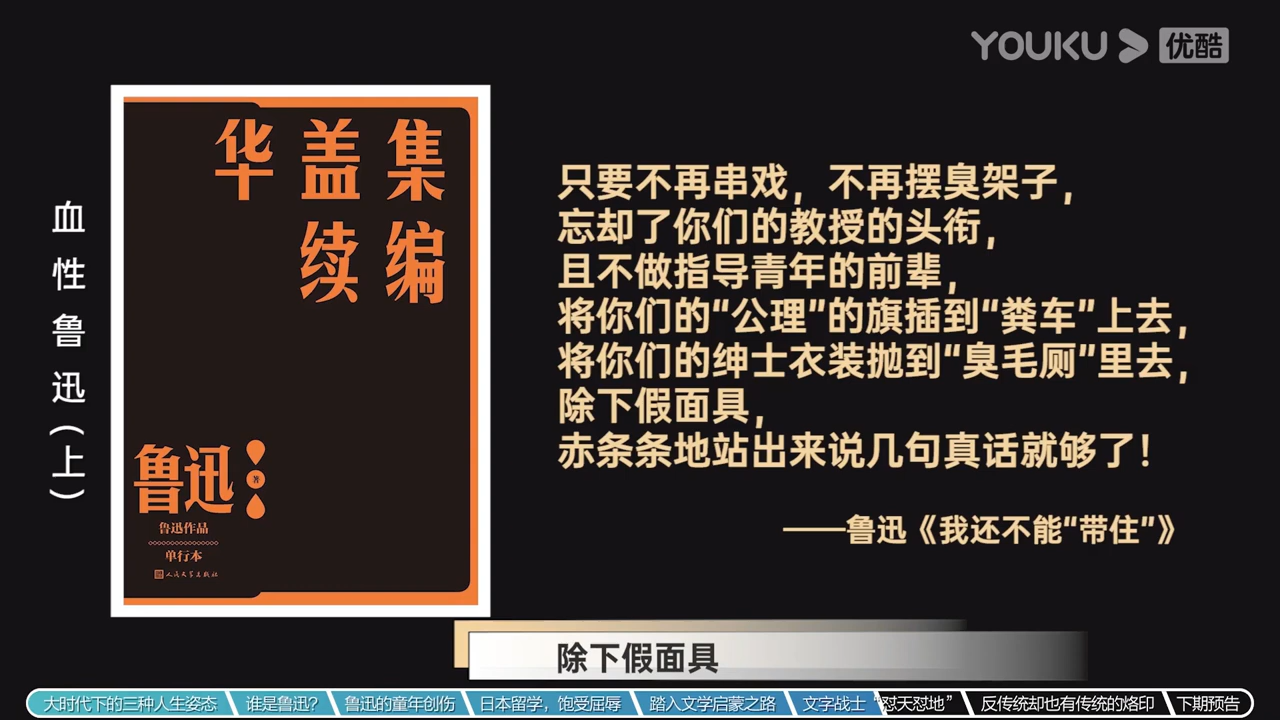 YOUKU 优酷
血性鲁迅(上)
华盖集
续编
鲁迅
著
鲁迅作品
单行本
人民文学出版社
只要不再串戏，不再摆臭架子，
忘却了你们的教授的头衔，
且不做指导青年的前辈，
将你们的“公理”的旗插到“粪车”上去，
将你们的绅士衣装抛到“臭毛厕”里去，
除下假面具，
赤条条地站出来说几句真话就够了！
——鲁迅《我还不能“带住”》
除下假面具
大时代下的三种人生姿态 谁是鲁迅? 鲁迅的童年创伤 日本留学，饱受屈辱 踏入文学启蒙之路 文字战士“怼天怼地” 反传统却也有传统的烙印 下期预告